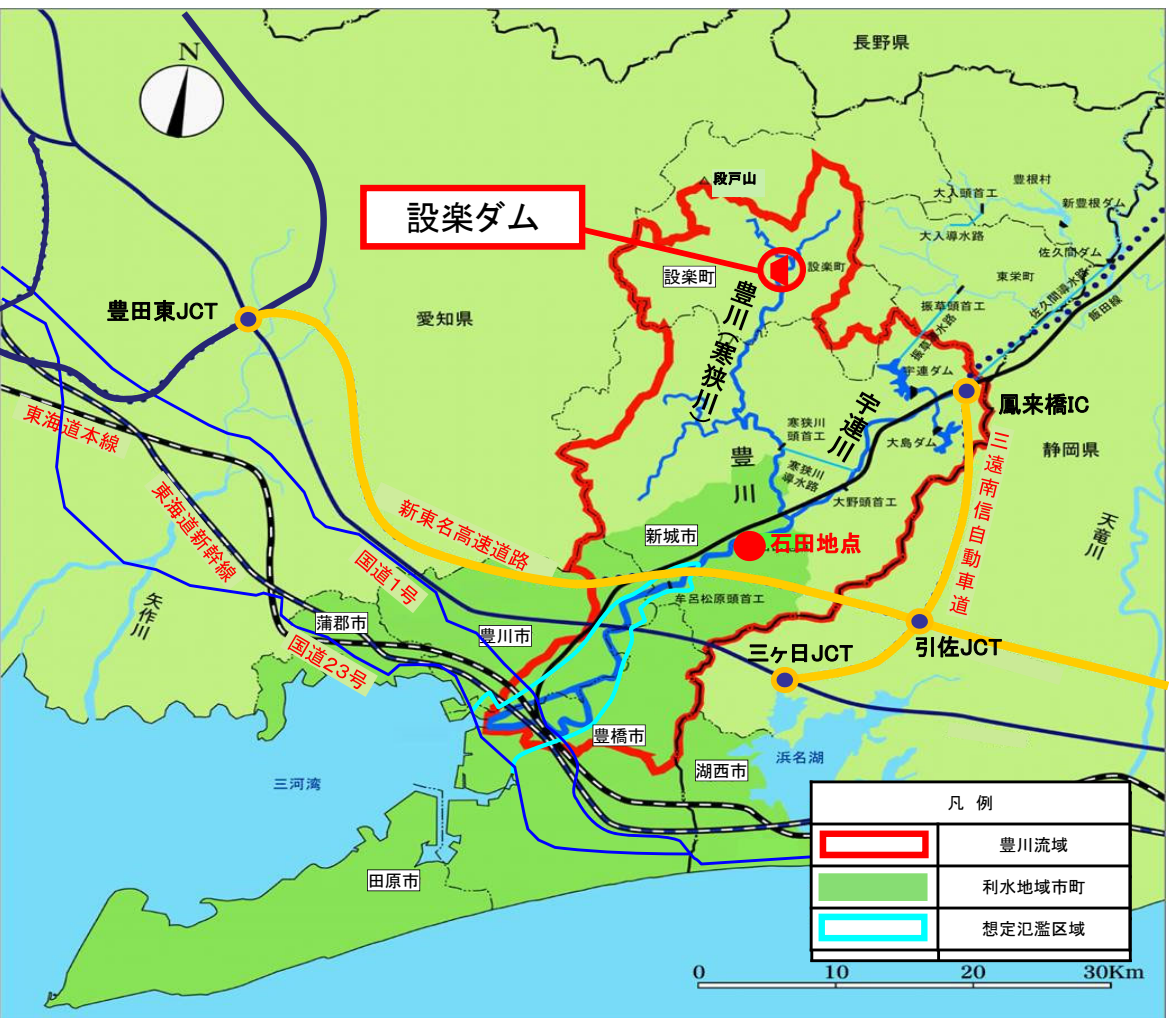 N
長野県
段戸山
設楽ダム
豊根村
大入頭首工
新豊根ダム
大入導水路
佐久間ダム
設楽町
設楽町
東栄町
佐久間導水路
飯田線
振草頭首工
振草導水路
豊田東JCT
愛知県
豊川(寒狭川)
宇連ダム
宇連川
鳳来橋IC
大島ダム
静岡県
寒狭川
頭首工
寒狭川
導水路
大野頭首工
豊川
三遠南信自動車道
天竜川
東海道本線
東海道新幹線
新東名高速道路
国道1号
新城市
石田地点
牟呂松原頭首工
矢作川
蒲郡市
豊川市
国道23号
三ヶ日JCT
引佐JCT
豊橋市
湖西市
浜名湖
三河湾
田原市
凡 例
豊川流域
利水地域市町
想定氾濫区域
0 10 20 30Km